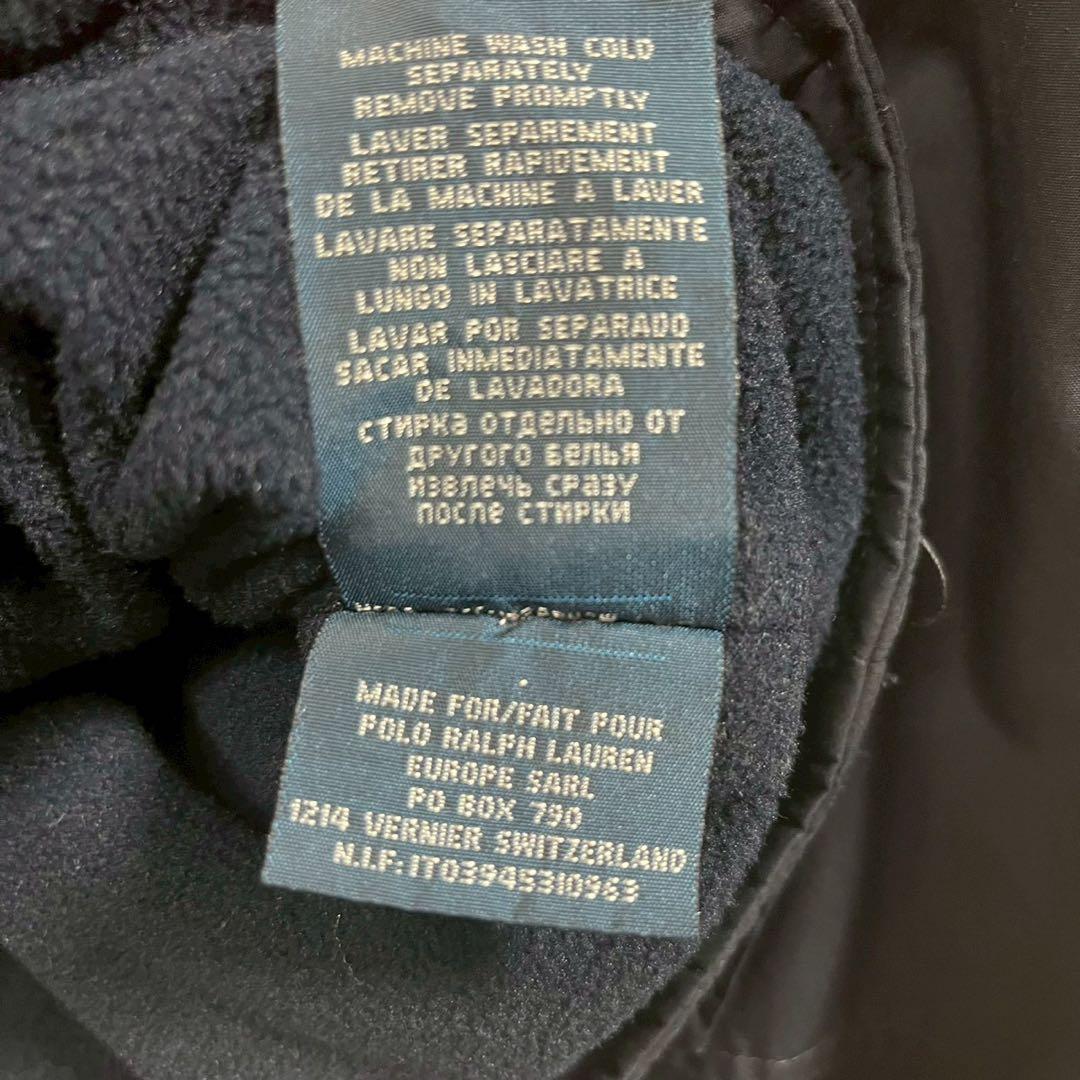 MACHINE WASH COLD
SEPARATELY
REMOVE PROMPTLY
LAVER SEPAREMENT
RETIRER RAPIDEMENT
DE LA MACHINE A LAVER
LAVARE SEPARATAMENTE
NON LASCIARE A
LUNGO IN LAVATRICE
LAVAR POR SEPARADO
SACAR INMEDIATAMENTE
DE LAVADORA
СТИРКа ОТДельно ОТ
ДРУГОГО БельЯ
Извлечь сразу
после СТИРКИ
MADE FOR/FAIT POUR
POLO RALPH LAUREN
EUROPE SARL
PO BOX 790
1214 VERNIER SWITZERLAND
N.I.F.:IT03945310963